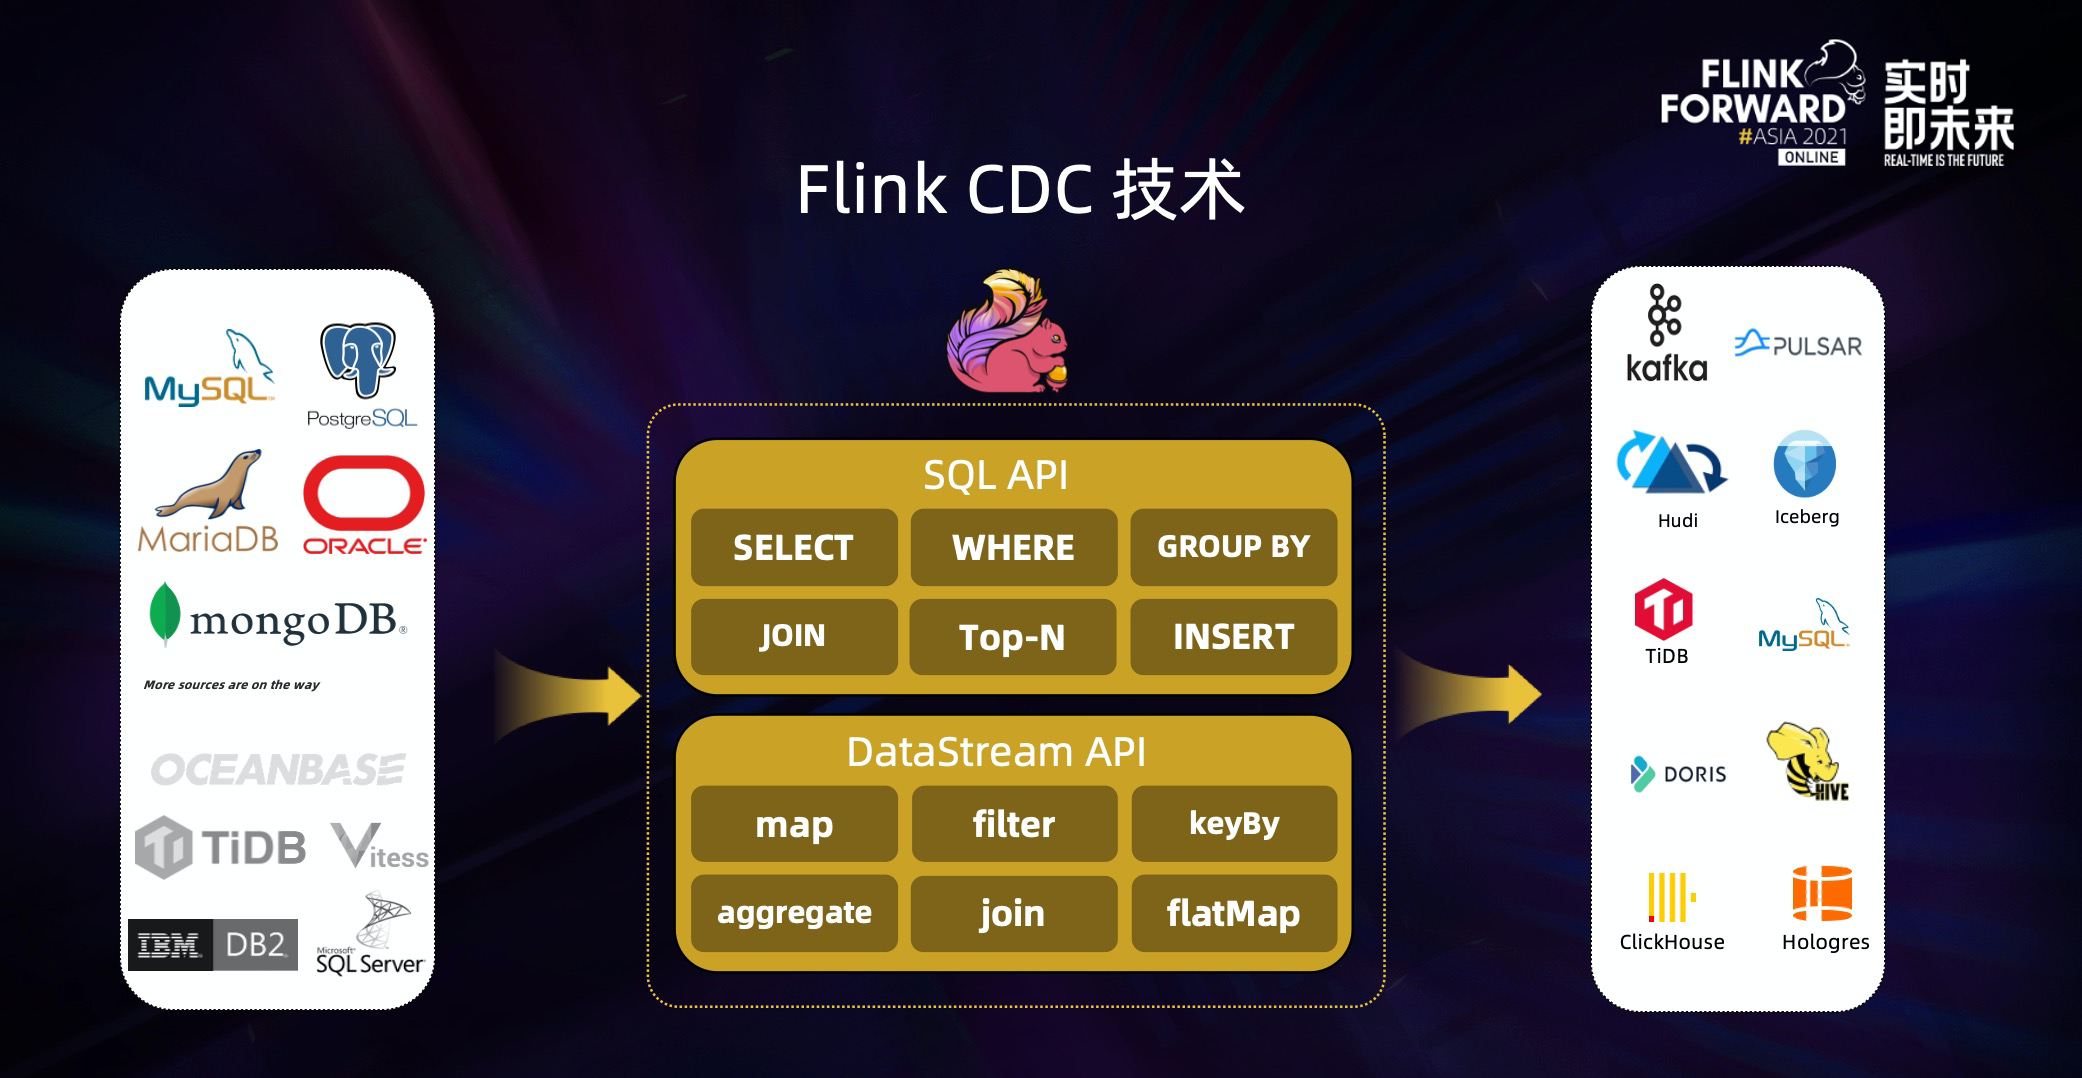 FLINK
FORWARD
#ASIA 2021
ONLINE
实时
即未来
REAL-TIME IS THE FUTURE
Flink CDC 技术
MySQL
PostgreSQL
MariaDB
ORACLE
mongoDB
More sources are on the way
OCEANBASE
TiDB
Vitess
IBM DB2
Microsoft
SQL Server
SQL API
SELECT
WHERE
GROUP BY
JOIN
Top-N
INSERT
DataStream API
map
filter
keyBy
aggregate
join
flatMap
kafka
PULSAR
Hudi
Iceberg
TiDB
MySQL
DORIS
HIVE
ClickHouse
Hologres